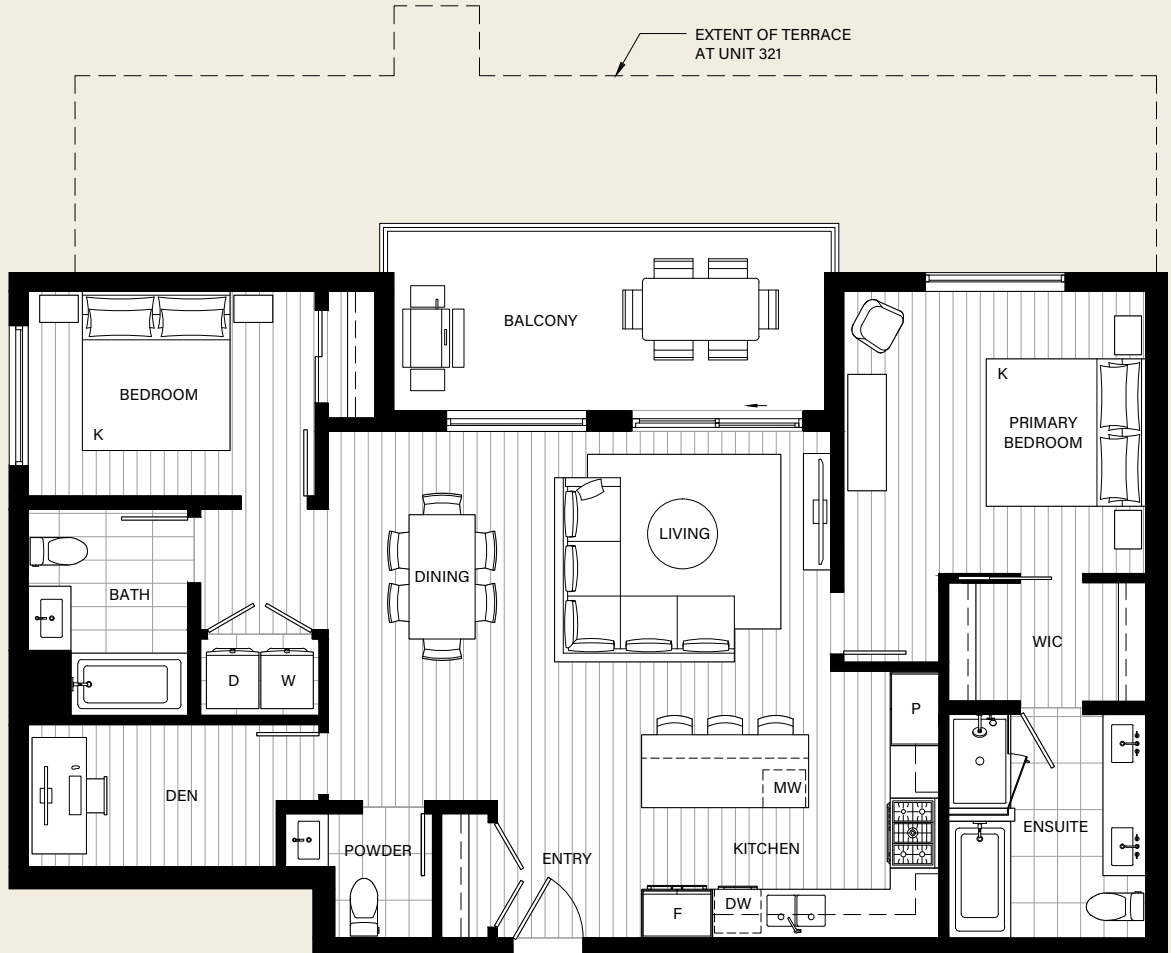 EXTENT OF TERRACE
AT UNIT 321
BALCONY
BEDROOM
K
K
PRIMARY
BEDROOM
LIVING
DINING
BATH
WIC
D
W
P
DEN
MW
ENSUITE
POWDER
ENTRY
KITCHEN
F
DW